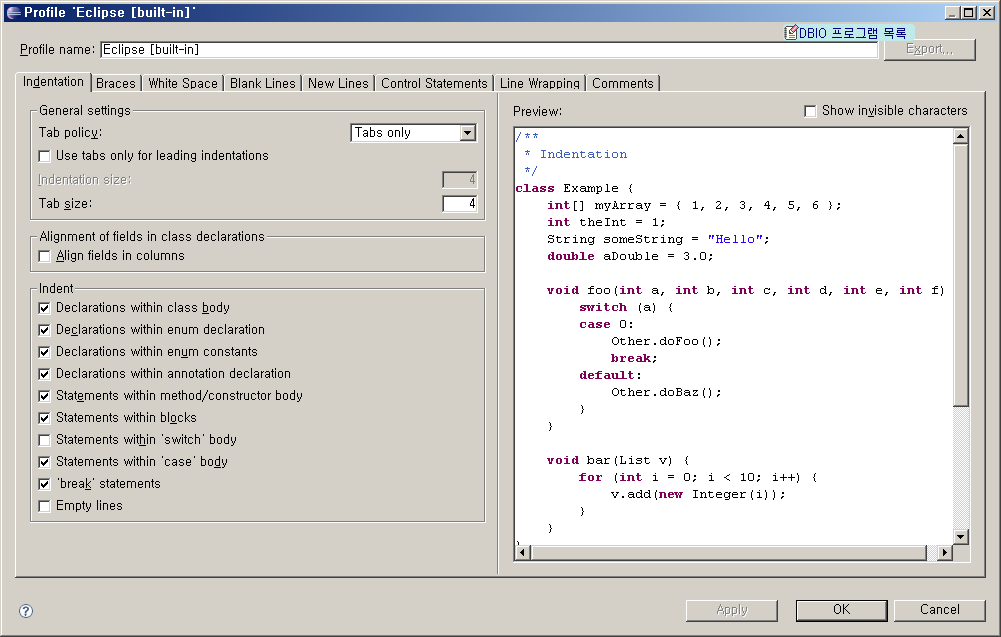 Profile 'Eclipse [built-in]'
DBIO 프로그램 목록
Profile name: Eclipse [built-in]
Export...
Indentation Braces White Space Blank Lines New Lines Control Statements Line Wrapping Comments
General settings
Tab policy: Tabs only
Use tabs only for leading indentations
Indentation size: 4
Tab size: 4
Alignment of fields in class declarations
Align fields in columns
Indent
Declarations within class body
Declarations within enum declaration
Declarations within enum constants
Declarations within annotation declaration
Statements within method/constructor body
Statements within blocks
Statements within 'switch' body
Statements within 'case' body
'break' statements
Empty lines
Preview: Show invisible characters
/**
 * Indentation
 */
class Example {
    int[] myArray = { 1, 2, 3, 4, 5, 6 };
    int theInt = 1;
    String someString = "Hello";
    double aDouble = 3.0;
    void foo(int a, int b, int c, int d, int e, int f)
        switch (a) {
        case 0:
            Other.doFoo();
            break;
        default:
            Other.doBaz();
        }
    }
    void bar(List v) {
        for (int i = 0; i < 10; i++) {
            v.add(new Integer(i));
        }
    }
}
Apply OK Cancel